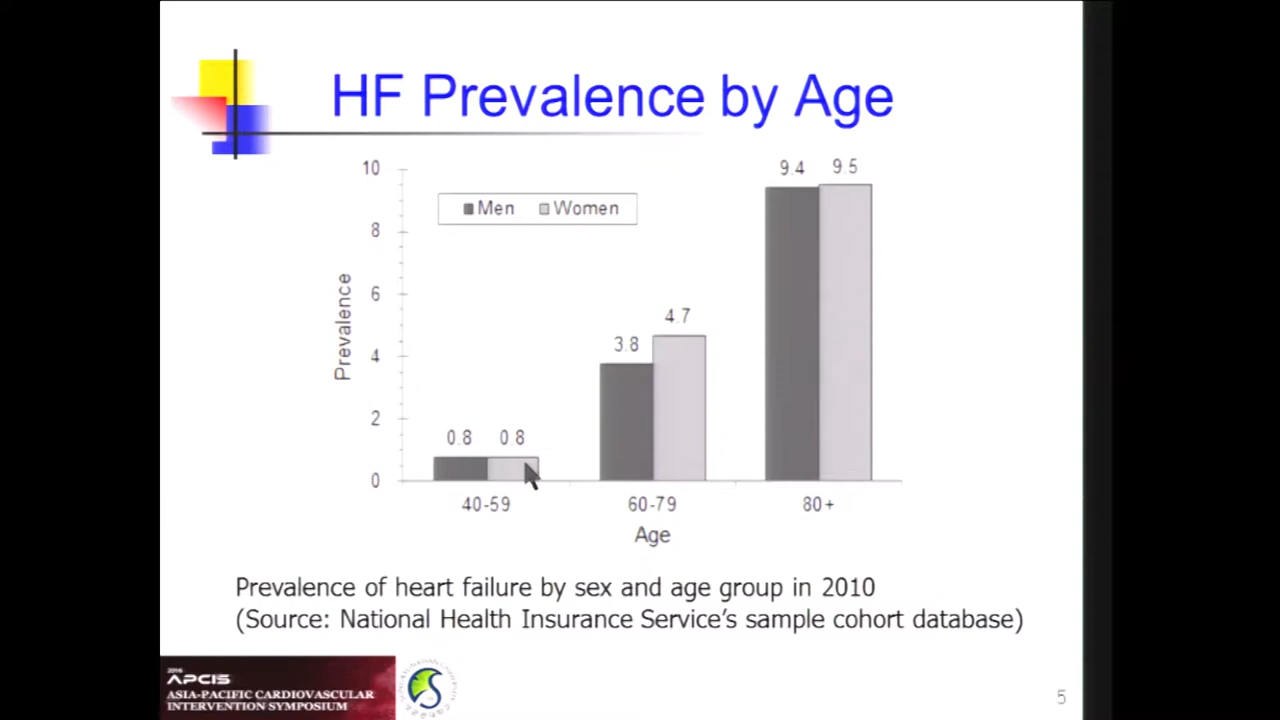 HF Prevalence by Age
10
8
6
4
2
0
Prevalence
Men Women
0.8 0.8
3.8 4.7
9.4 9.5
40-59 60-79 80+
Age
Prevalence of heart failure by sex and age group in 2010
(Source: National Health Insurance Service's sample cohort database)
2016
APCIS
ASIA-PACIFIC CARDIOVASCULAR
INTERVENTION SYMPOSIUM
5